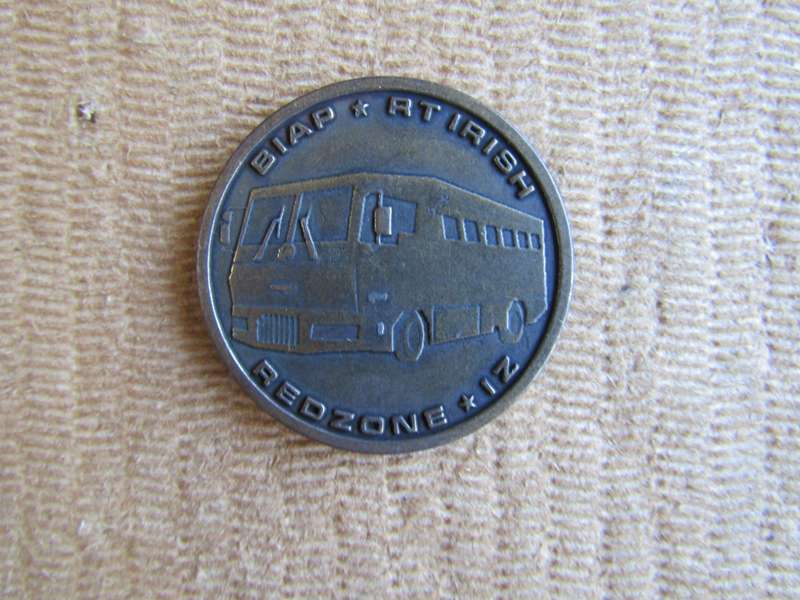 BIAP ★ RT IRISH
REDZONE ★ IZ